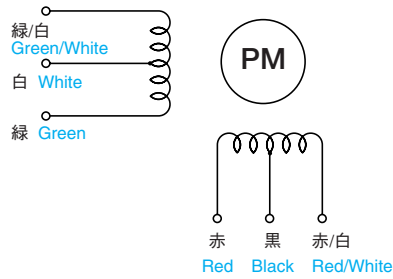 緑/白
Green/White
白 White
緑 Green
PM
赤 黒 赤/白
Red Black Red/White